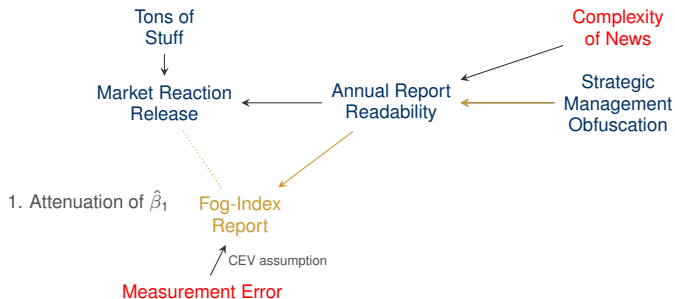 Tons of
Stuff
Complexity
of News
Market Reaction
Release
Annual Report
Readability
Strategic
Management
Obfuscation
1. Attenuation of β̂₁
Fog-Index
Report
CEV assumption
Measurement Error